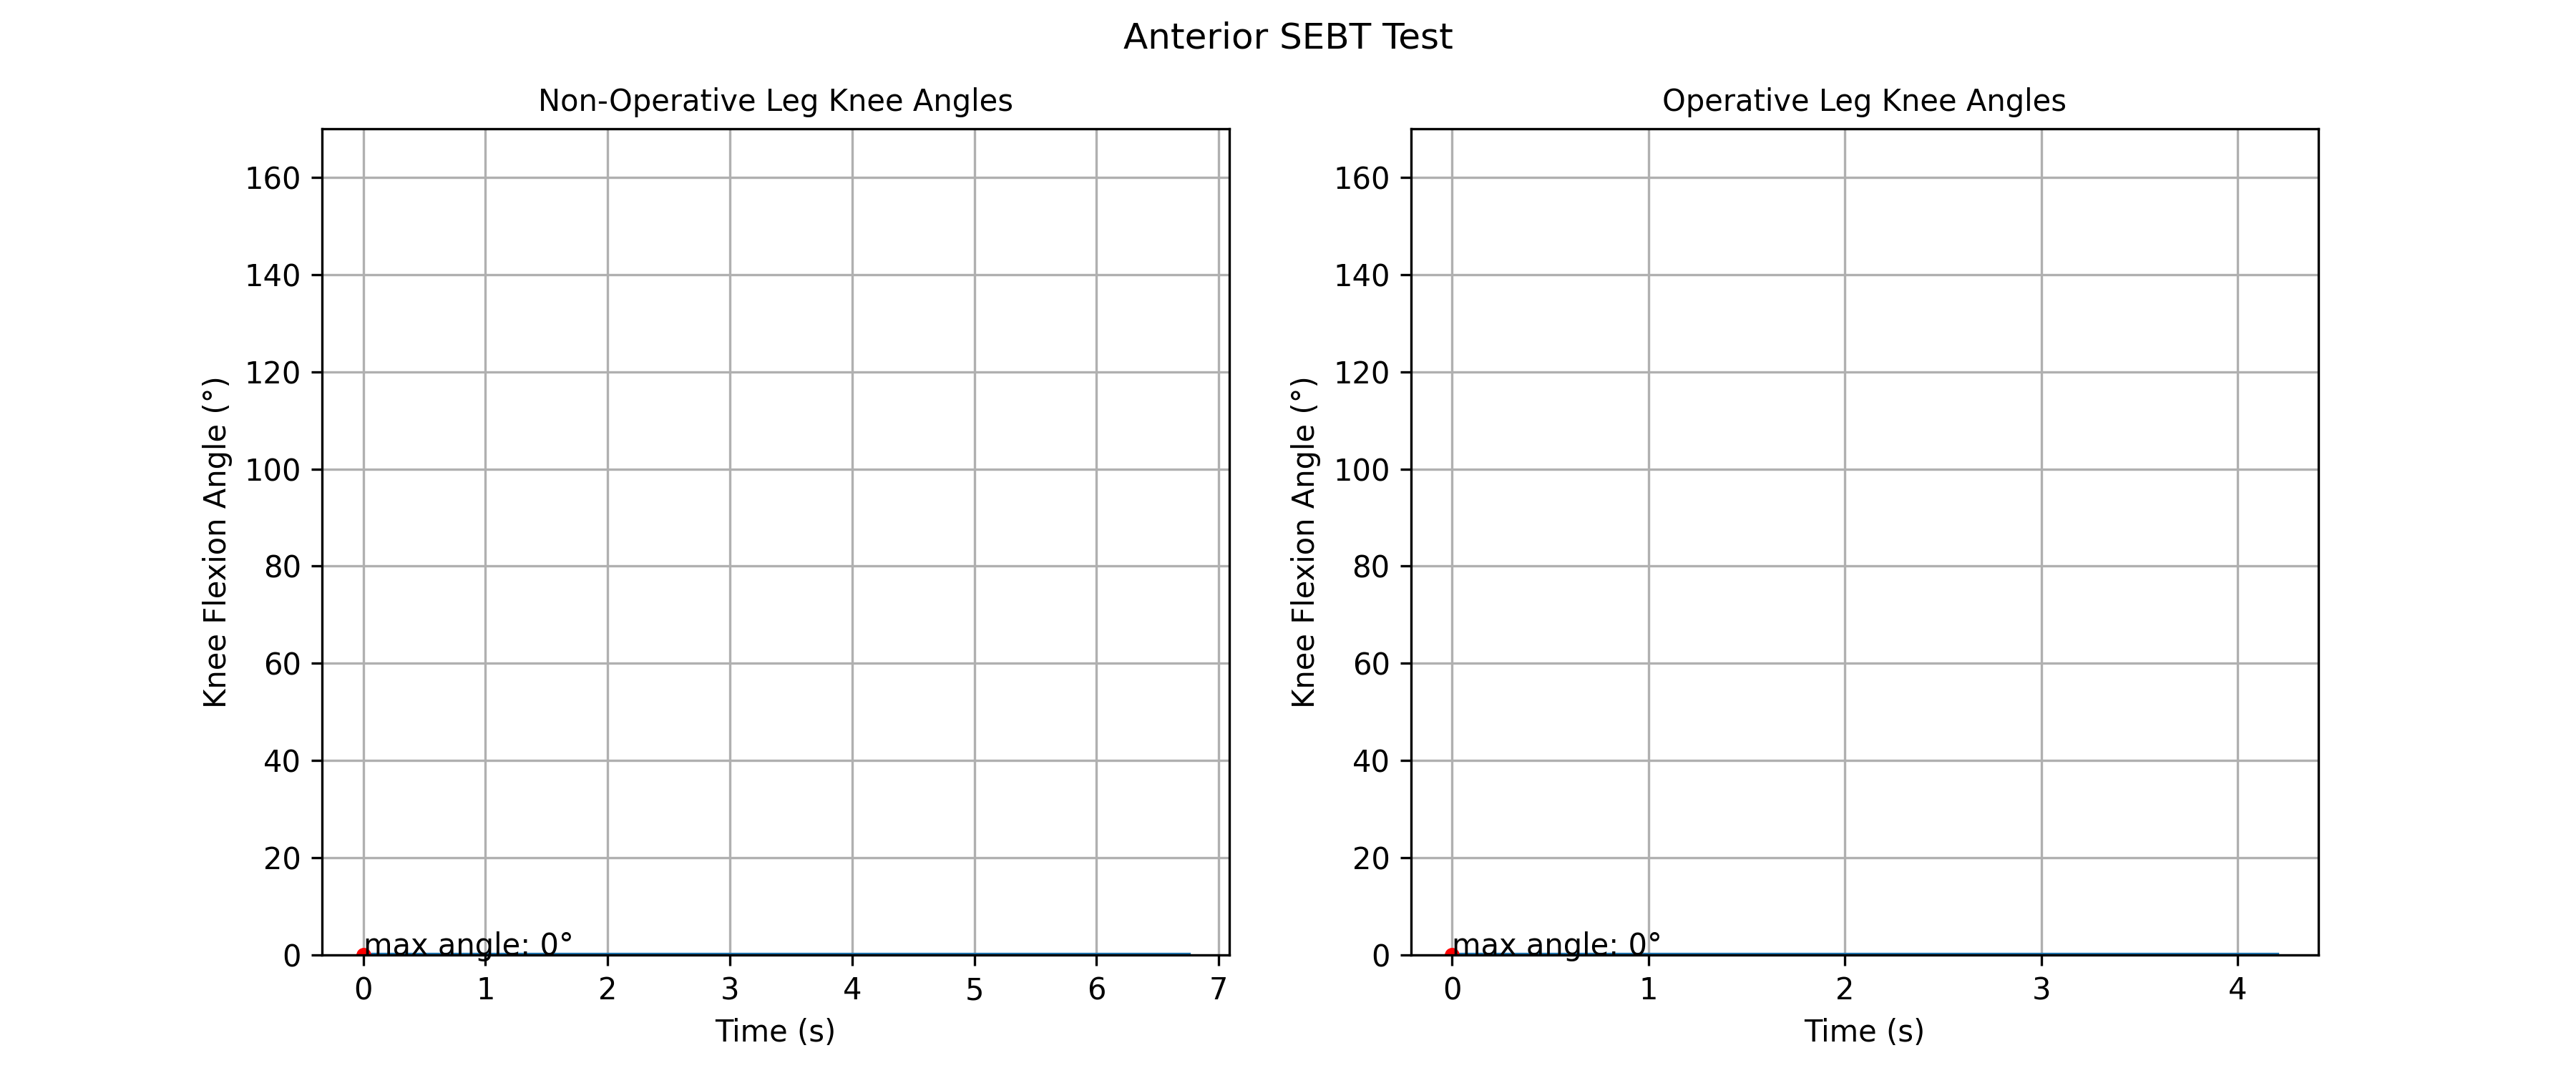 Anterior SEBT Test
Non-Operative Leg Knee Angles
Knee Flexion Angle (°)
160
140
120
100
80
60
40
20
0
max angle: 0°
0 1 2 3 4 5 6 7
Time (s)
Operative Leg Knee Angles
Knee Flexion Angle (°)
160
140
120
100
80
60
40
20
0
max angle: 0°
0 1 2 3 4
Time (s)